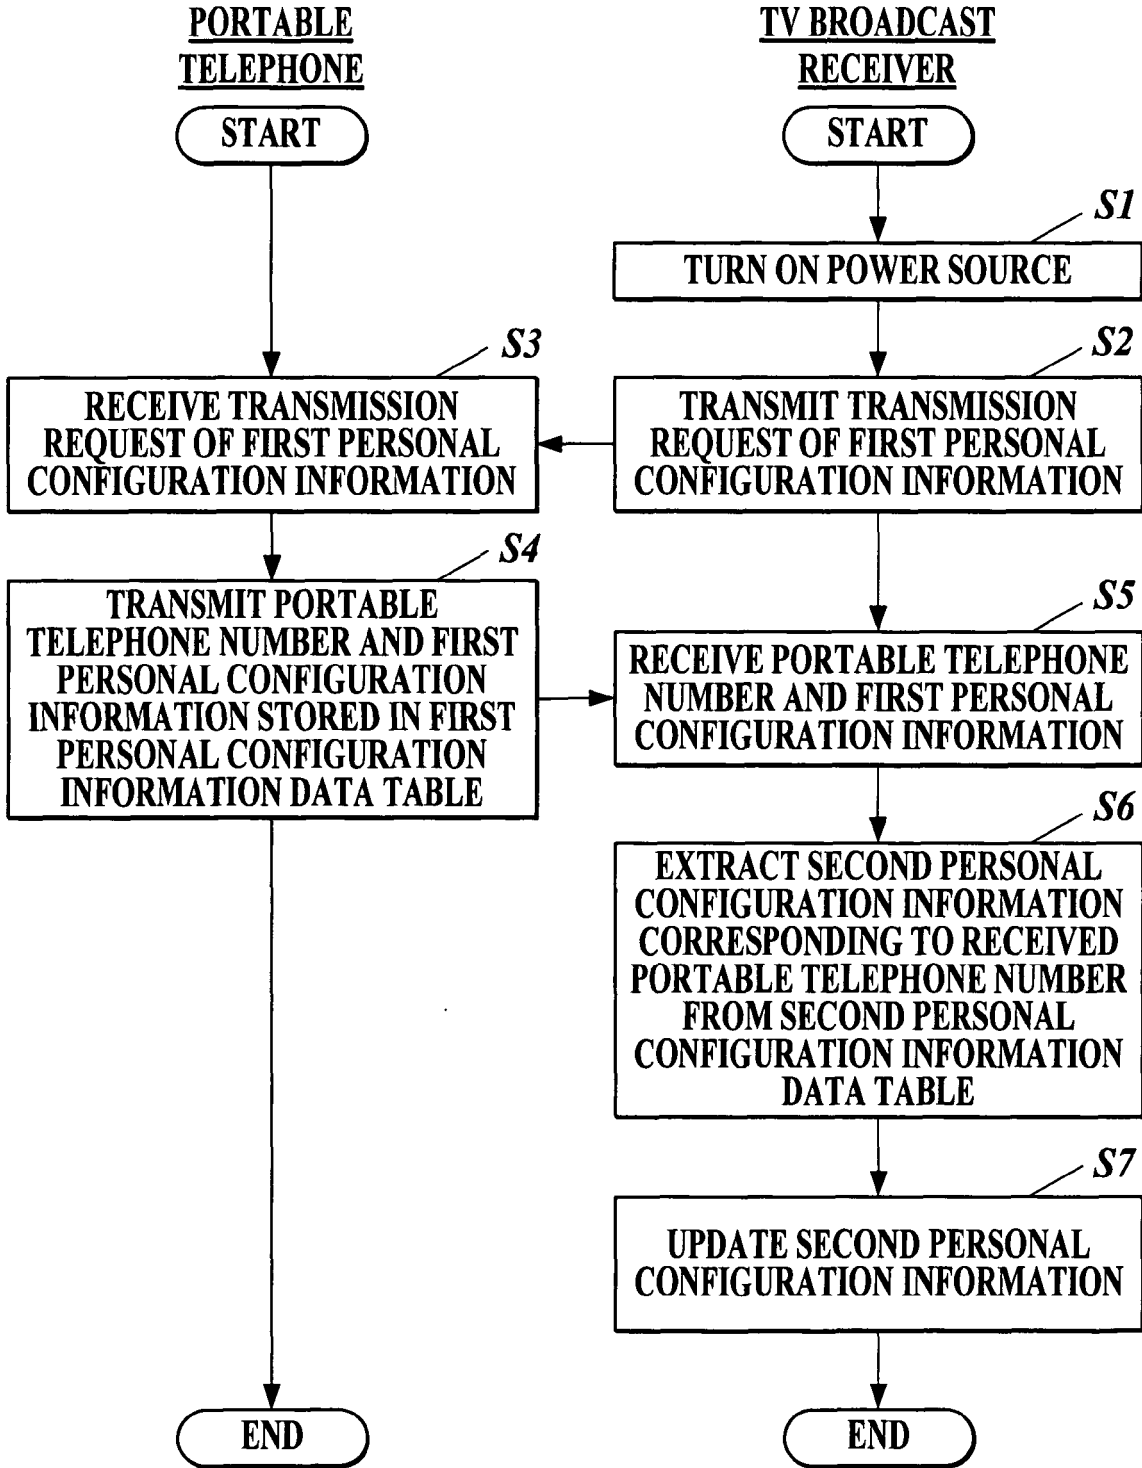 PORTABLE
TELEPHONE
TV BROADCAST
RECEIVER
START
START
S1
TURN ON POWER SOURCE
S3
RECEIVE TRANSMISSION
REQUEST OF FIRST PERSONAL
CONFIGURATION INFORMATION
S2
TRANSMIT TRANSMISSION
REQUEST OF FIRST PERSONAL
CONFIGURATION INFORMATION
S4
TRANSMIT PORTABLE
TELEPHONE NUMBER AND FIRST
PERSONAL CONFIGURATION
INFORMATION STORED IN FIRST
PERSONAL CONFIGURATION
INFORMATION DATA TABLE
S5
RECEIVE PORTABLE TELEPHONE
NUMBER AND FIRST PERSONAL
CONFIGURATION INFORMATION
S6
EXTRACT SECOND PERSONAL
CONFIGURATION INFORMATION
CORRESPONDING TO RECEIVED
PORTABLE TELEPHONE NUMBER
FROM SECOND PERSONAL
CONFIGURATION INFORMATION
DATA TABLE
S7
UPDATE SECOND PERSONAL
CONFIGURATION INFORMATION
END
END